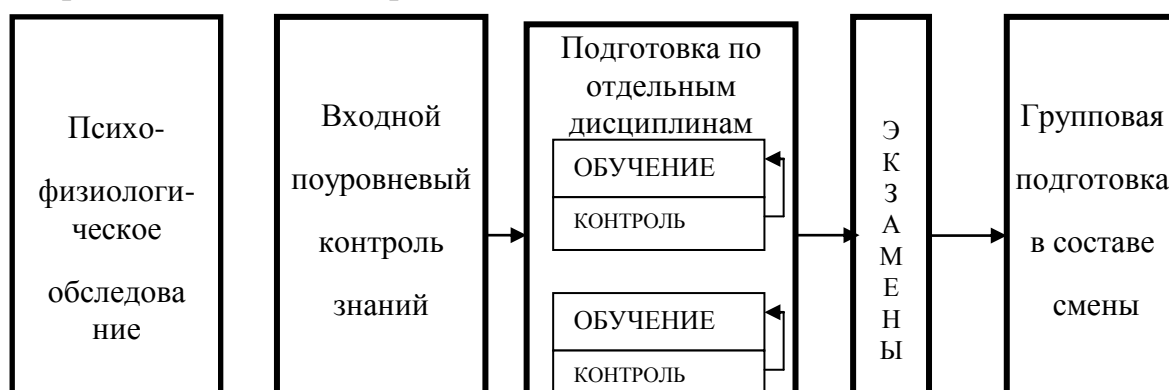 Психо-
физиологи-
ческое
обследова
ние
Входной
поуровневый
контроль
знаний
Подготовка по
отдельным
дисциплинам
ОБУЧЕНИЕ
КОНТРОЛЬ
ОБУЧЕНИЕ
КОНТРОЛЬ
Э
К
З
А
М
Е
Н
Ы
Групповая
подготовка
в составе
смены